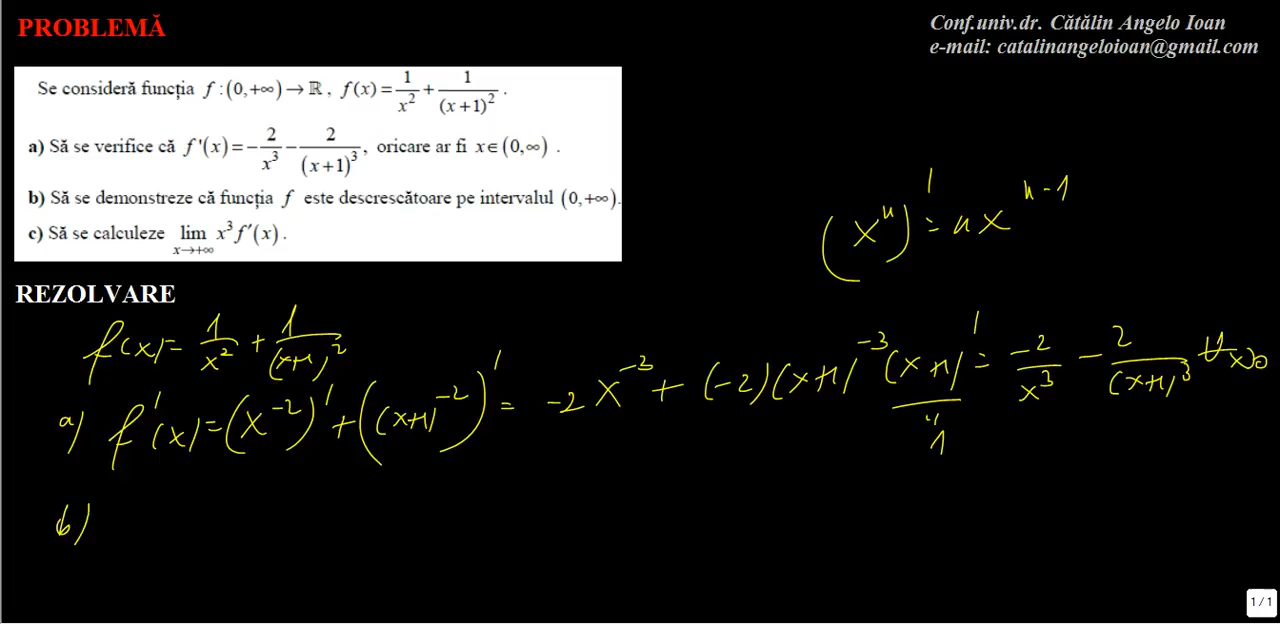 PROBLEMĂ
Conf.univ.dr. Cătălin Angelo Ioan
e-mail: catalinangeloioan@gmail.com
Se consideră funcția f : (0,+∞) → ℝ, f(x) = 1/x² + 1/(x+1)².
a) Să se verifice că f'(x) = -2/x³ - 2/(x+1)³, oricare ar fi x∈(0,∞).
b) Să se demonstreze că funcția f este descrescătoare pe intervalul (0,+∞).
c) Să se calculeze lim x→+∞ x³f'(x).
(xⁿ)' = n xⁿ⁻¹
REZOLVARE
f(x) = 1/x² + 1/(x+1)²
a) f'(x) = (x⁻²)' + ((x+1)⁻²)' = -2x⁻³ + (-2)(x+1)⁻³ (x+1)' = -2/x³ - 2/(x+1)³ ∀x>0
" 1
b)
1 / 1